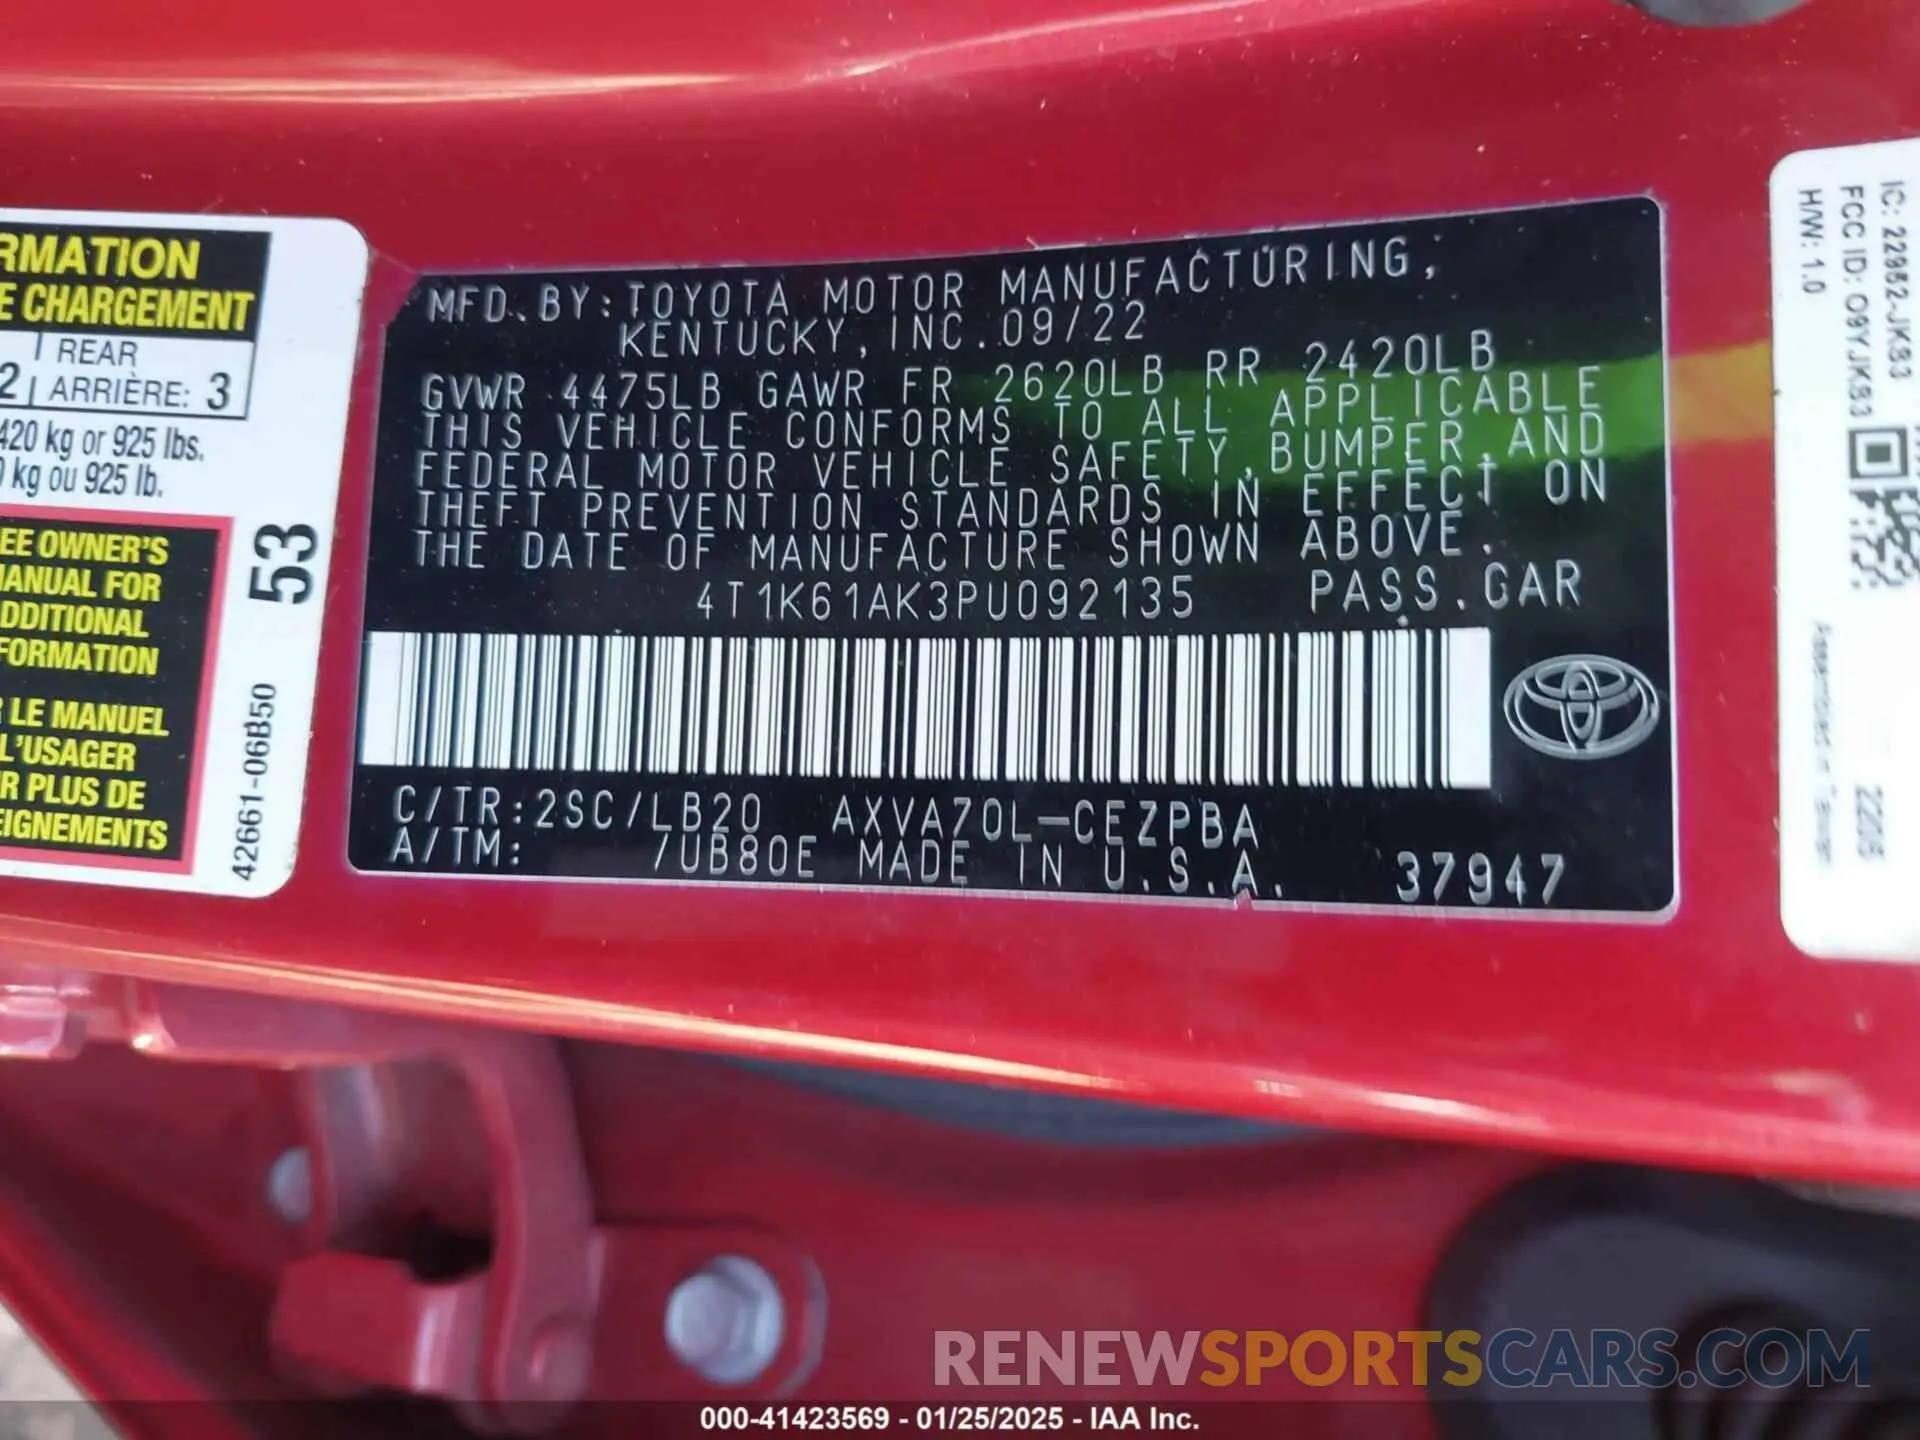 RMATION
E CHARGEMENT
REAR
2 ARRIÈRE: 3
420 kg or 925 lbs.
kg ou 925 lb.
EE OWNER'S
MANUAL FOR
DDITIONAL
FORMATION
R LE MANUEL
L'USAGER
R PLUS DE
EIGNEMENTS
53
42661-06B50
MFD. BY: TOYOTA MOTOR MANUFACTURING,
KENTUCKY, INC. 09/22
GVWR 4475LB GAWR FR 2620LB RR 2420LB
THIS VEHICLE CONFORMS TO ALL APPLICABLE
FEDERAL MOTOR VEHICLE SAFETY, BUMPER, AND
THEFT PREVENTION STANDARDS IN EFFECT ON
THE DATE OF MANUFACTURE SHOWN ABOVE.
4T1K61AK3PU092135 PASS. CAR
C/TR: 2SC/LB20 AXVA70L-CEZPBA
A/TM: 7UB80E MADE IN U.S.A. 37947
IC: 22952-JK83
FCC ID: O9YJK83
H/W: 1.0
Assembled in Taiwan
2205
RENEWSPORTSCARS.COM
000-41423569 - 01/25/2025 - IAA Inc.